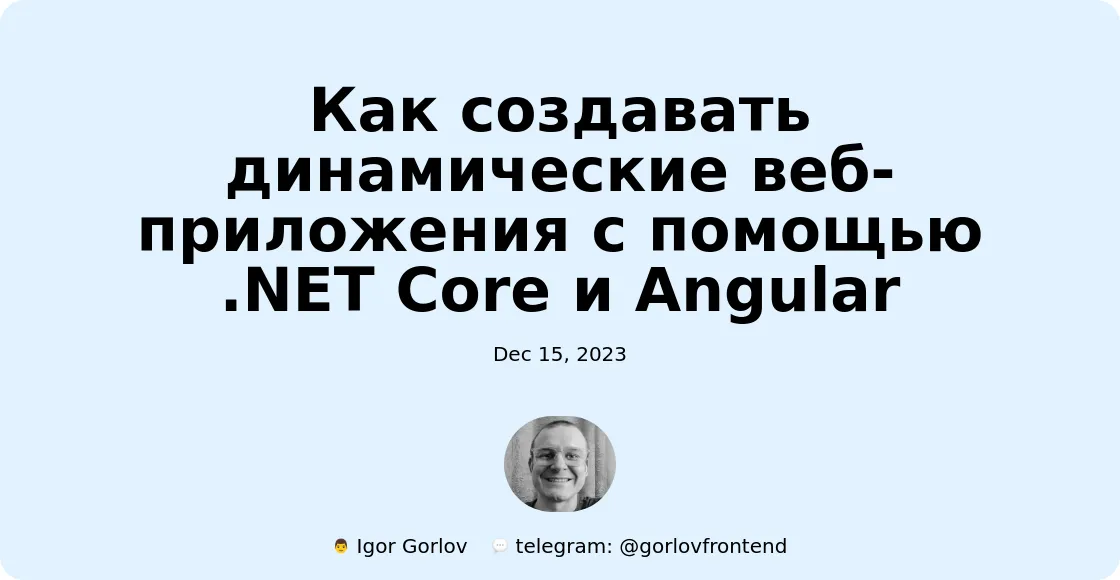 Как создавать
динамические веб-
приложения с помощью
.NET Core и Angular
Dec 15, 2023
Igor Gorlov telegram: @gorlovfrontend